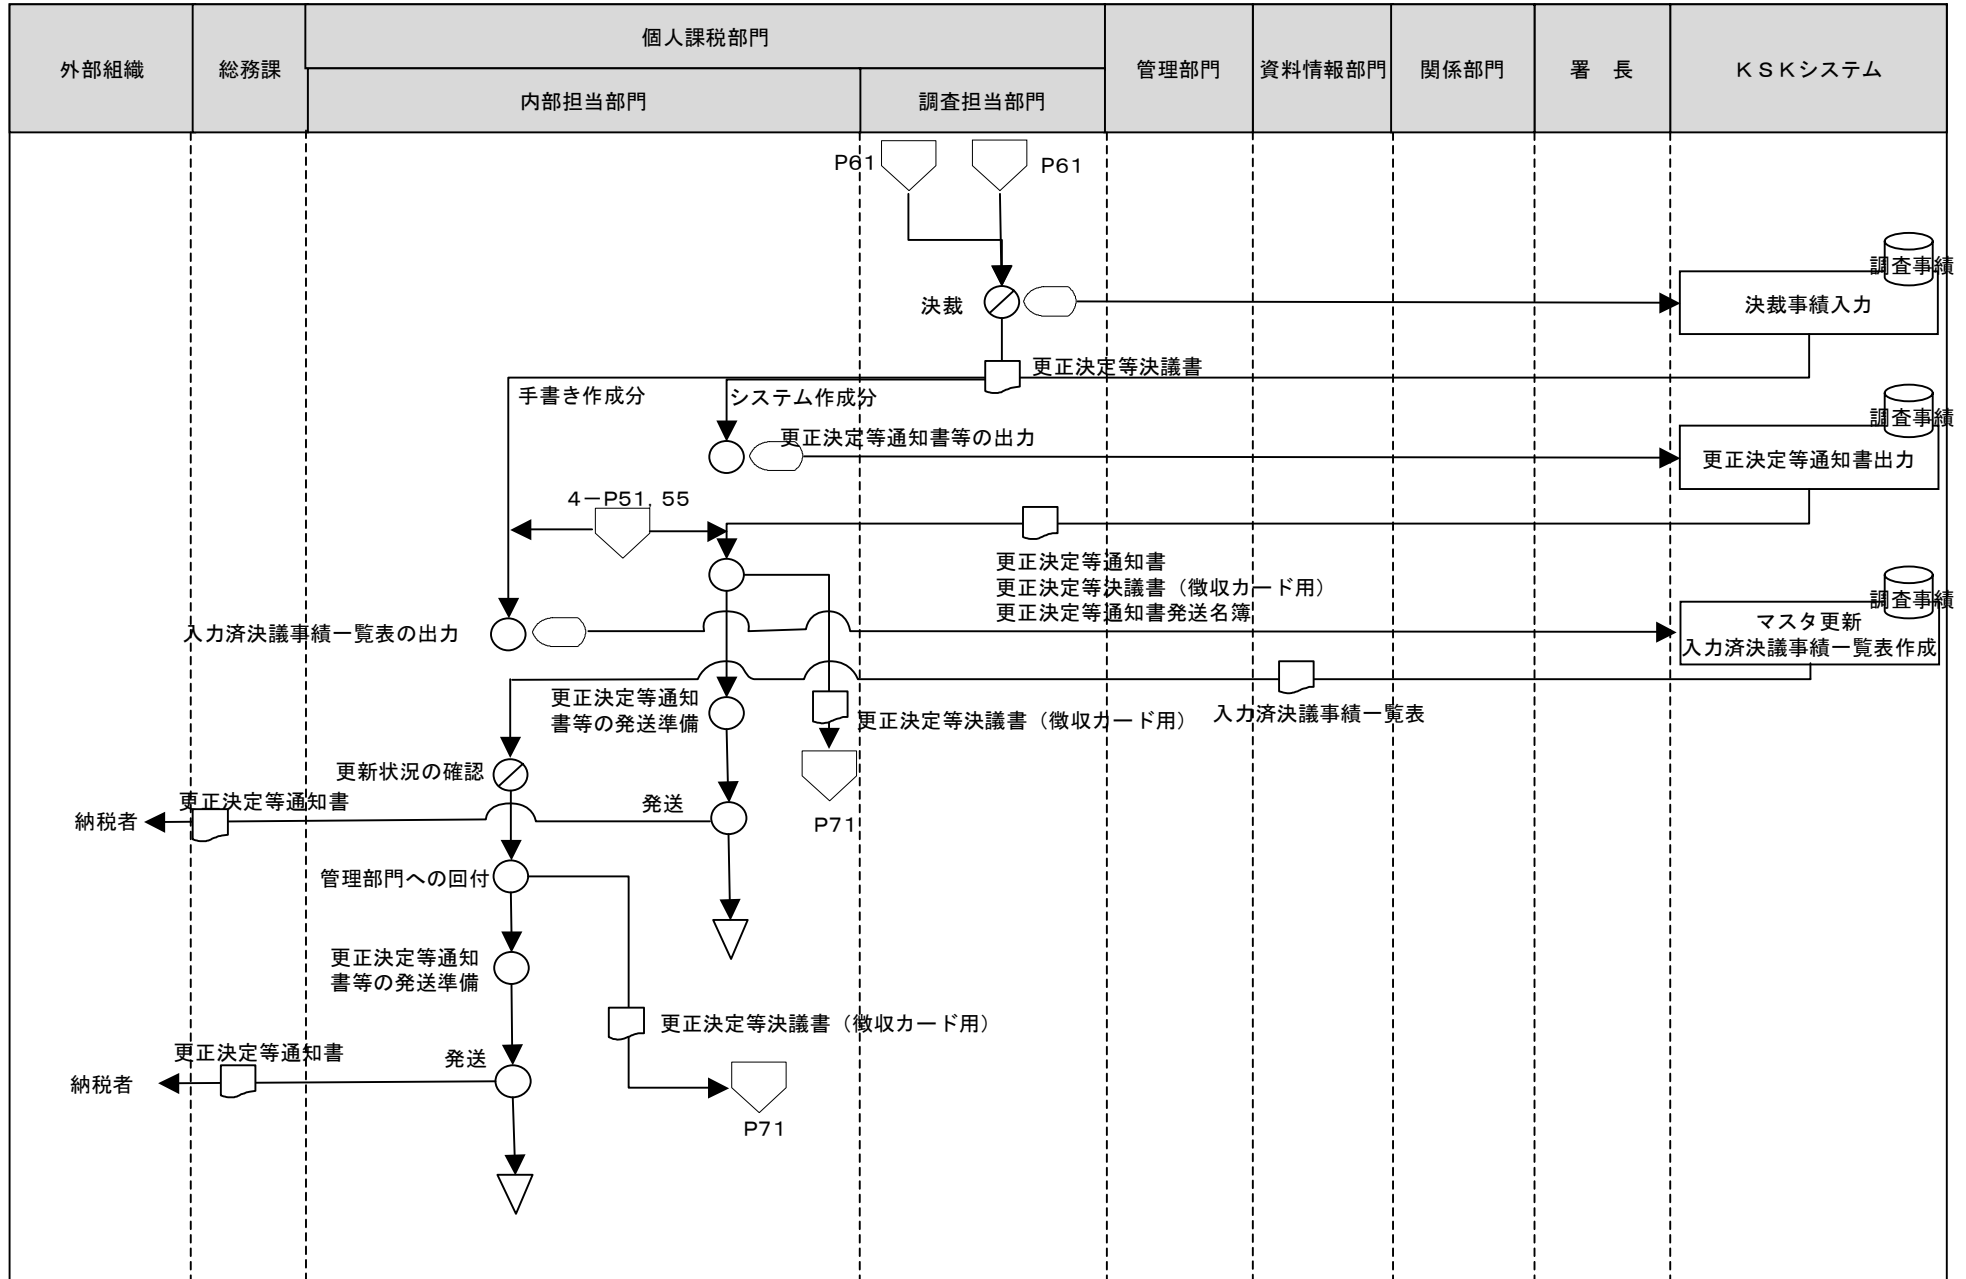 個人課税部門
外部組織
総務課
管理部門
資料情報部門
関係部門
署　長
ＫＳＫシステム
内部担当部門
調査担当部門
P61
P61
調査事績
決裁
決裁事績入力
更正決定等決議書
手書き作成分
システム作成分
調査事績
更正決定等通知書等の出力
更正決定等通知書出力
4－P51, 55
更正決定等通知書
更正決定等決議書（徴収カード用）
更正決定等通知書発送名簿
調査事績
マスタ更新
入力済決議事績一覧表作成
入力済決議事績一覧表の出力
更正決定等通知
書等の発送準備
更正決定等決議書（徴収カード用）
入力済決議事績一覧表
更新状況の確認
更正決定等通知書
発送
納税者
P71
管理部門への回付
更正決定等通知
書等の発送準備
更正決定等決議書（徴収カード用）
更正決定等通知書
発送
納税者
P71